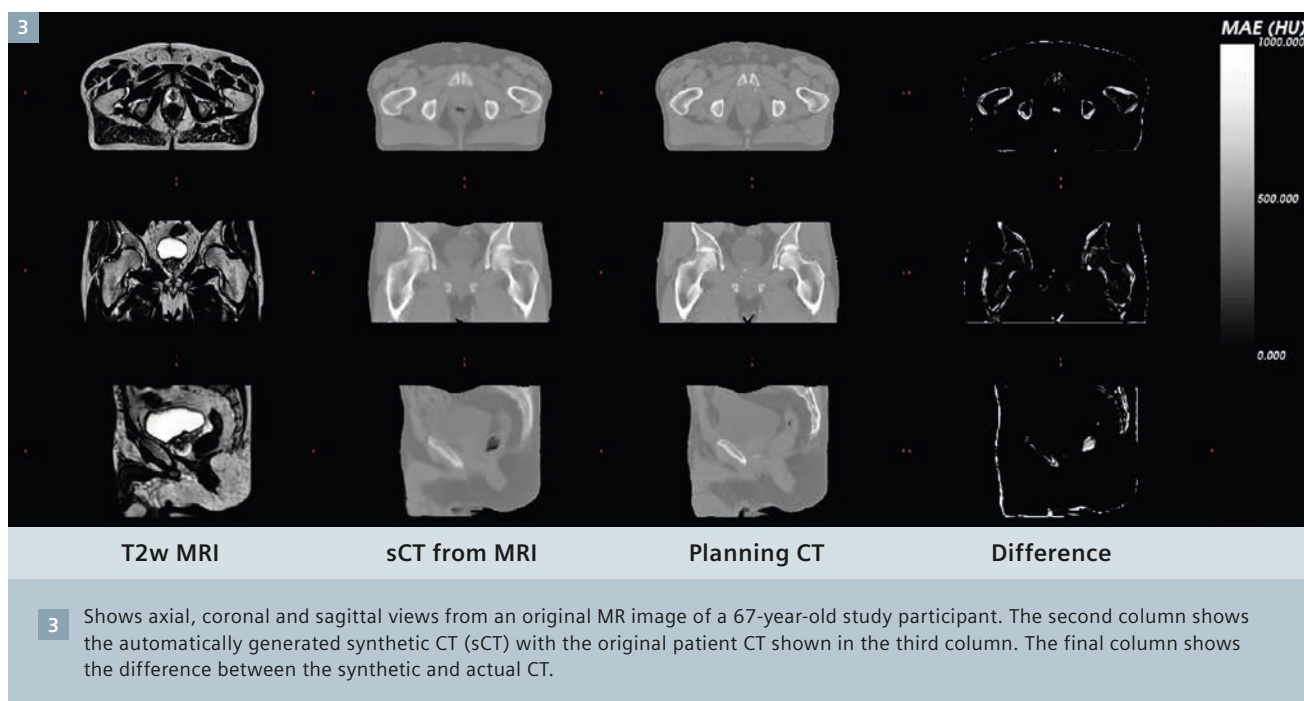 3
MAE (HU)
1000.000
500.000
0.000
T2w MRI
sCT from MRI
Planning CT
Difference
3
Shows axial, coronal and sagittal views from an original MR image of a 67-year-old study participant. The second column shows
the automatically generated synthetic CT (sCT) with the original patient CT shown in the third column. The final column shows
the difference between the synthetic and actual CT.